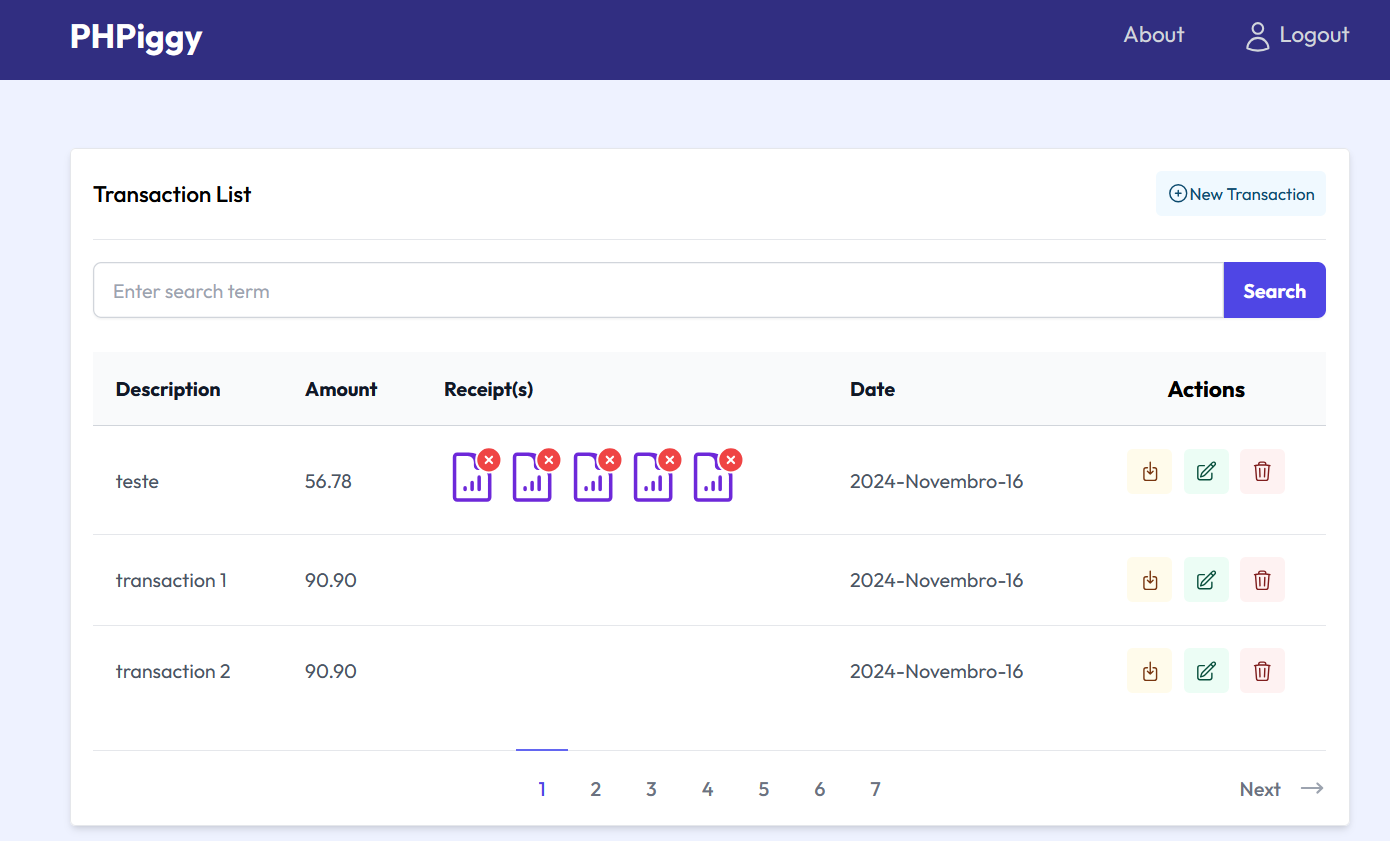 PHPiggy
About
Logout
Transaction List
New Transaction
Enter search term
Search
Description Amount Receipt(s) Date Actions
teste 56.78 2024-Novembro-16
transaction 1 90.90 2024-Novembro-16
transaction 2 90.90 2024-Novembro-16
1 2 3 4 5 6 7 Next